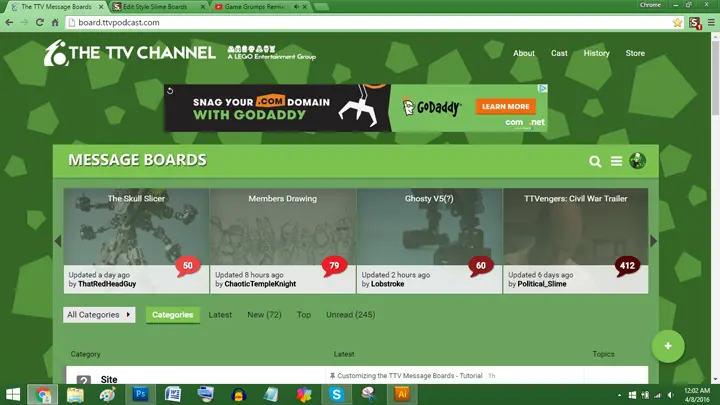 The TTV Message Boards
Edit Style Slime Boards
Game Grumps Remix
Chrome
board.ttvpodcast.com
THE TTV CHANNEL
A LEGO Entertainment Group
About
Cast
History
Store
SNAG YOUR .COM DOMAIN
WITH GODADDY
GoDaddy
LEARN MORE
MESSAGE BOARDS
The Skull Slicer
Members Drawing
Ghosty V5(?)
TTVengers: Civil War Trailer
50
79
60
412
Updated a day ago
by ThatRedHeadGuy
Updated 8 hours ago
by ChaoticTempleKnight
Updated 2 hours ago
by Lobstroke
Updated 6 days ago
by Political_Slime
All Categories
Categories
Latest
New (72)
Top
Unread (245)
Category
Latest
Topics
Site
Customizing the TTV Message Boards - Tutorial 1h
12:02 AM
4/8/2016